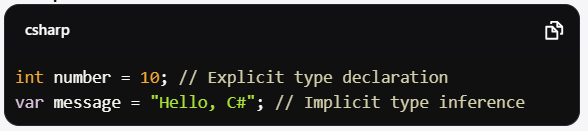 csharp
int number = 10; // Explicit type declaration
var message = "Hello, C#"; // Implicit type inference